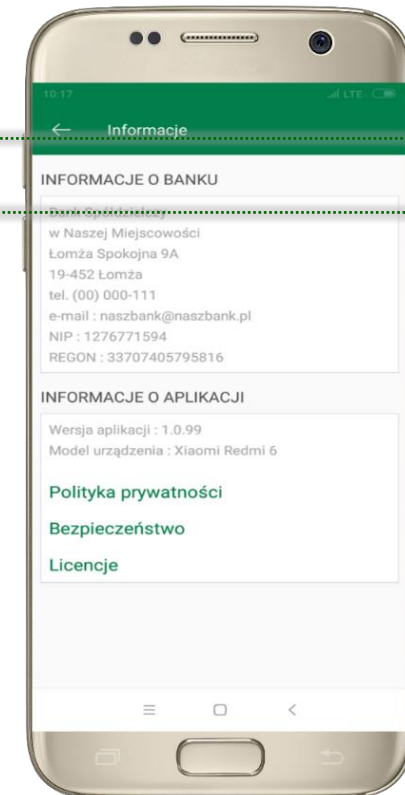 10:17
LTE
Informacje
INFORMACJE O BANKU
Bank Spółdzielczy
w Naszej Miejscowości
Łomża Spokojna 9A
19-452 Łomża
tel. (00) 000-111
e-mail : naszbank@naszbank.pl
NIP : 1276771594
REGON : 33707405795816
INFORMACJE O APLIKACJI
Wersja aplikacji : 1.0.99
Model urządzenia : Xiaomi Redmi 6
Polityka prywatności
Bezpieczeństwo
Licencje